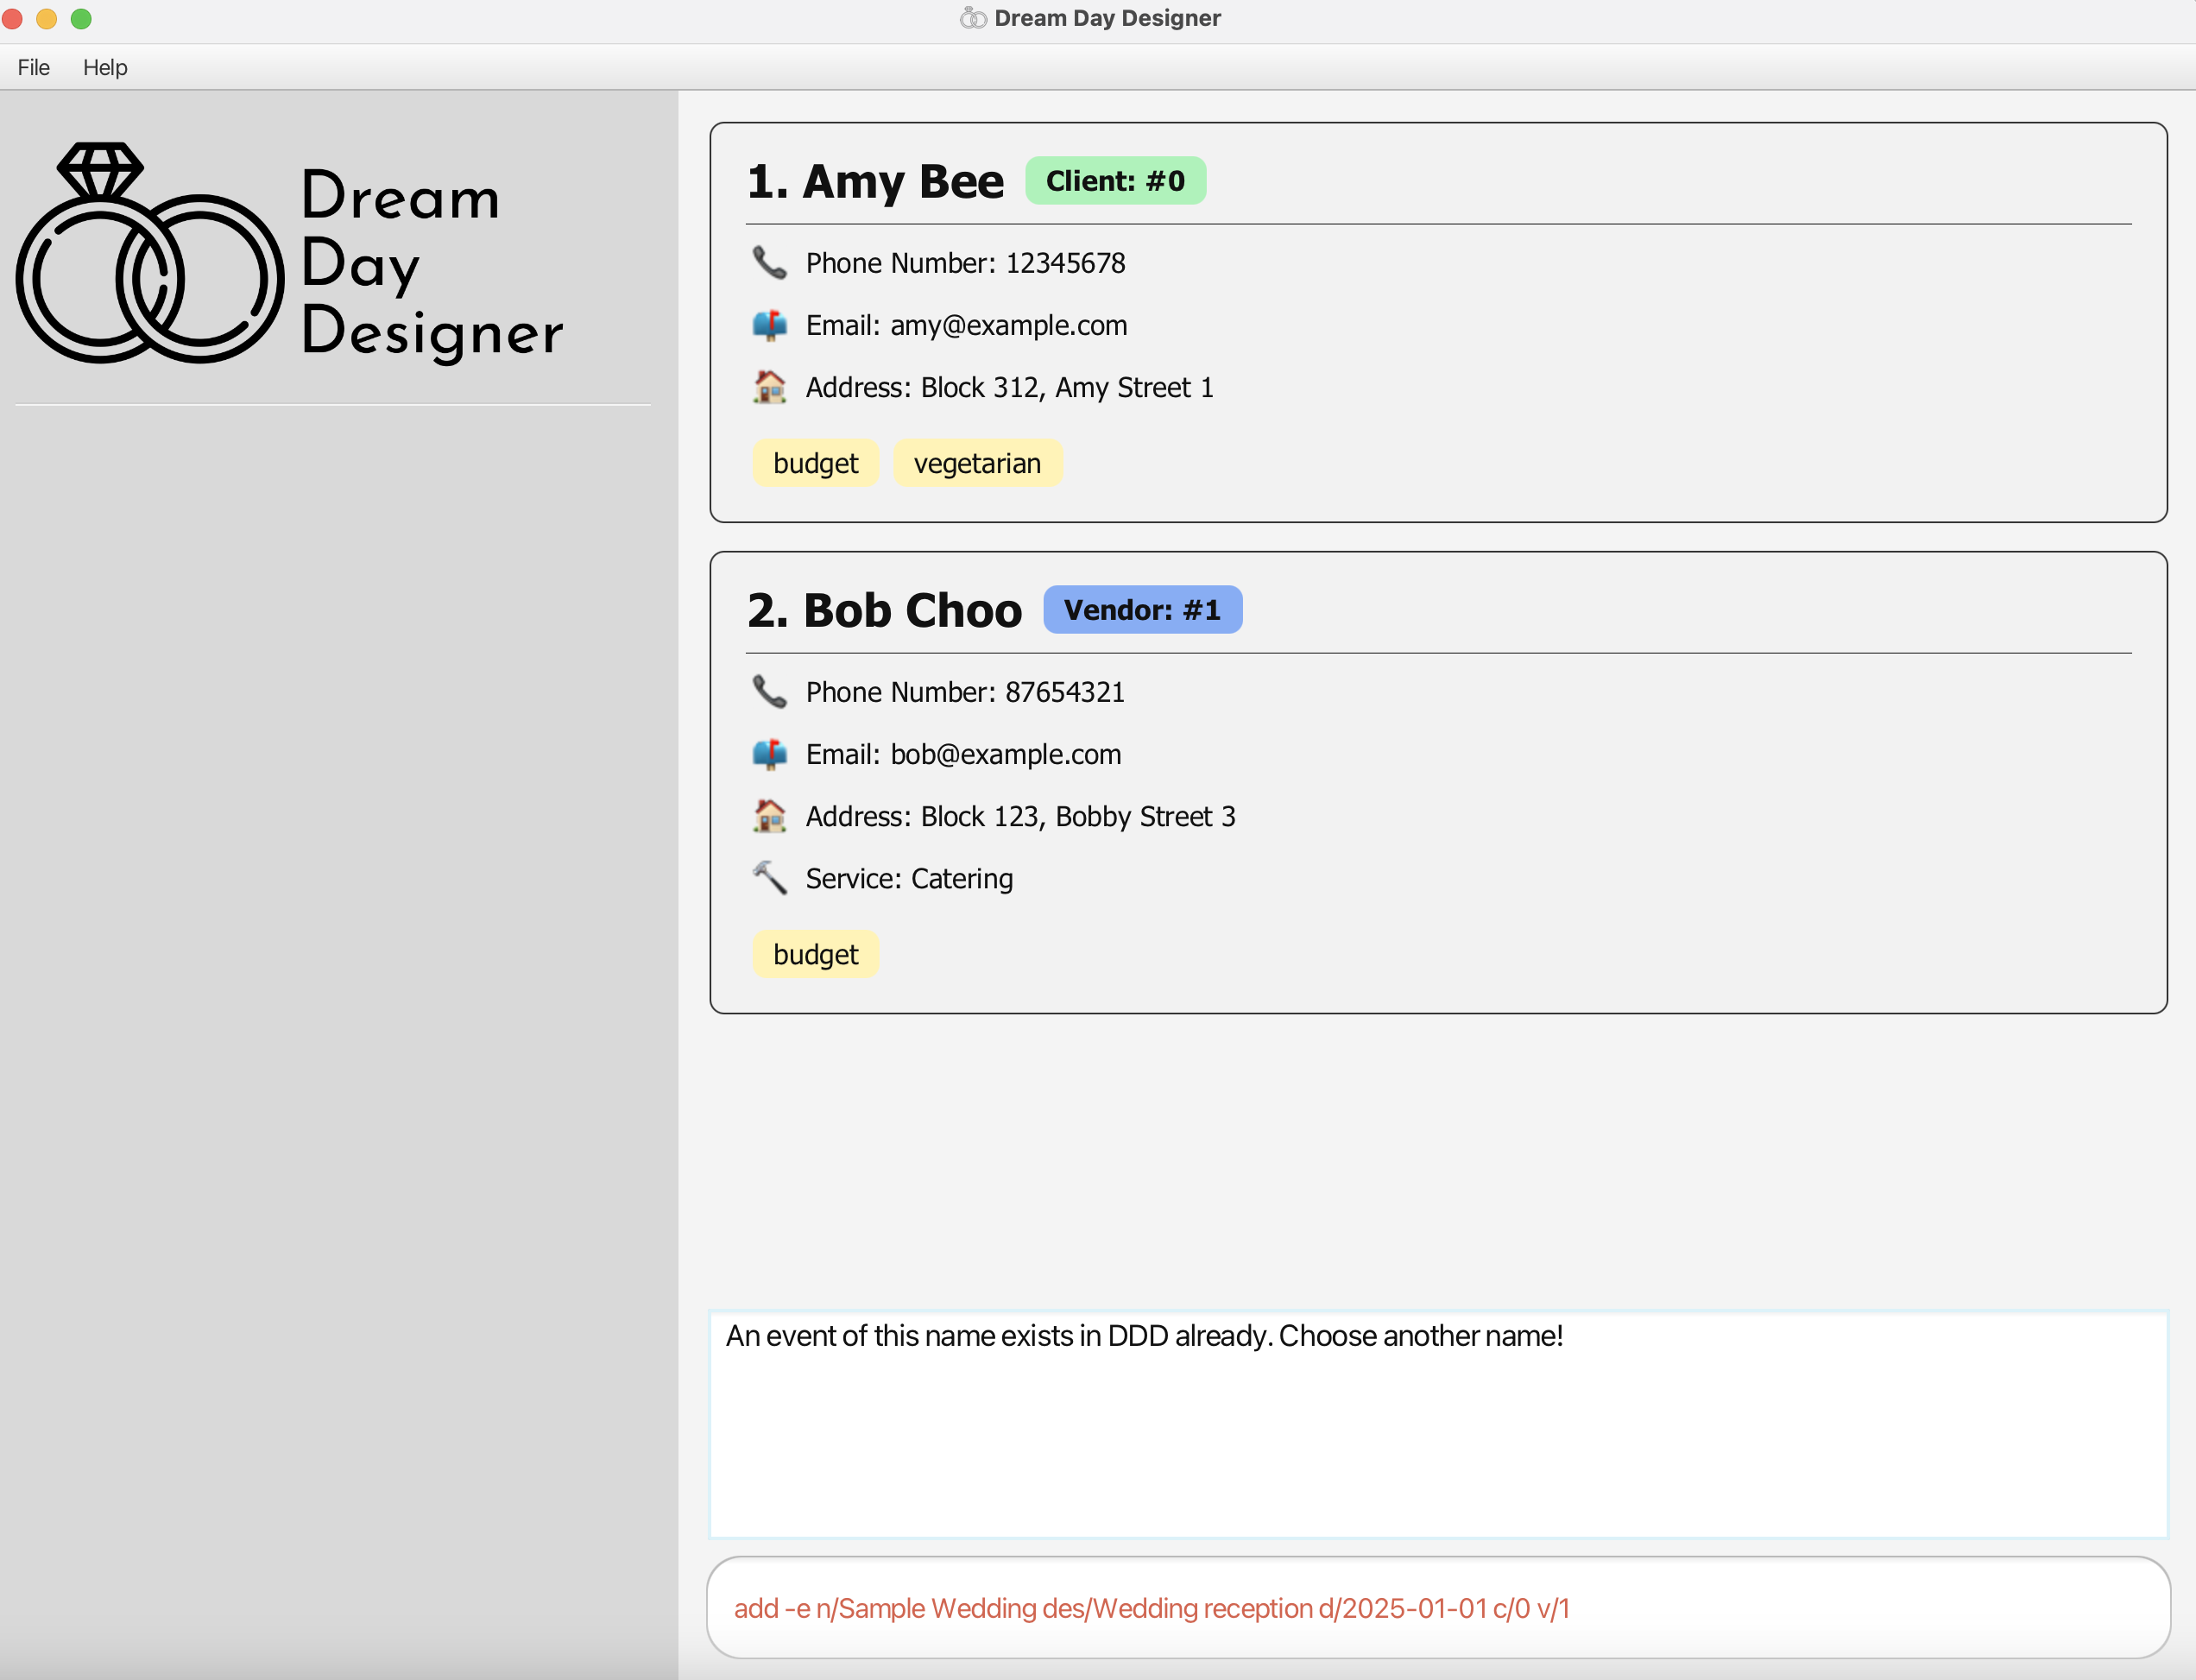 Dream Day Designer
File Help
Dream
Day
Designer
1. Amy Bee Client: #0
Phone Number: 12345678
Email: amy@example.com
Address: Block 312, Amy Street 1
budget vegetarian
2. Bob Choo Vendor: #1
Phone Number: 87654321
Email: bob@example.com
Address: Block 123, Bobby Street 3
Service: Catering
budget
An event of this name exists in DDD already. Choose another name!
add -e n/Sample Wedding des/Wedding reception d/2025-01-01 c/0 v/1